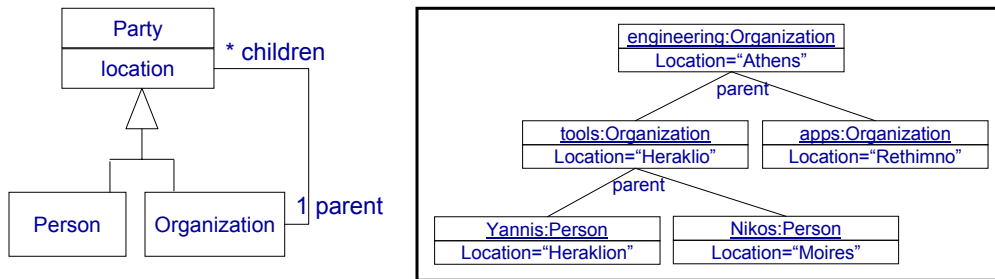 Party
location
* children
Person
Organization
1 parent
engineering:Organization
Location=“Athens”
parent
tools:Organization
Location=“Heraklio”
apps:Organization
Location=“Rethimno”
parent
Yannis:Person
Location=“Heraklion”
Nikos:Person
Location=“Moires”